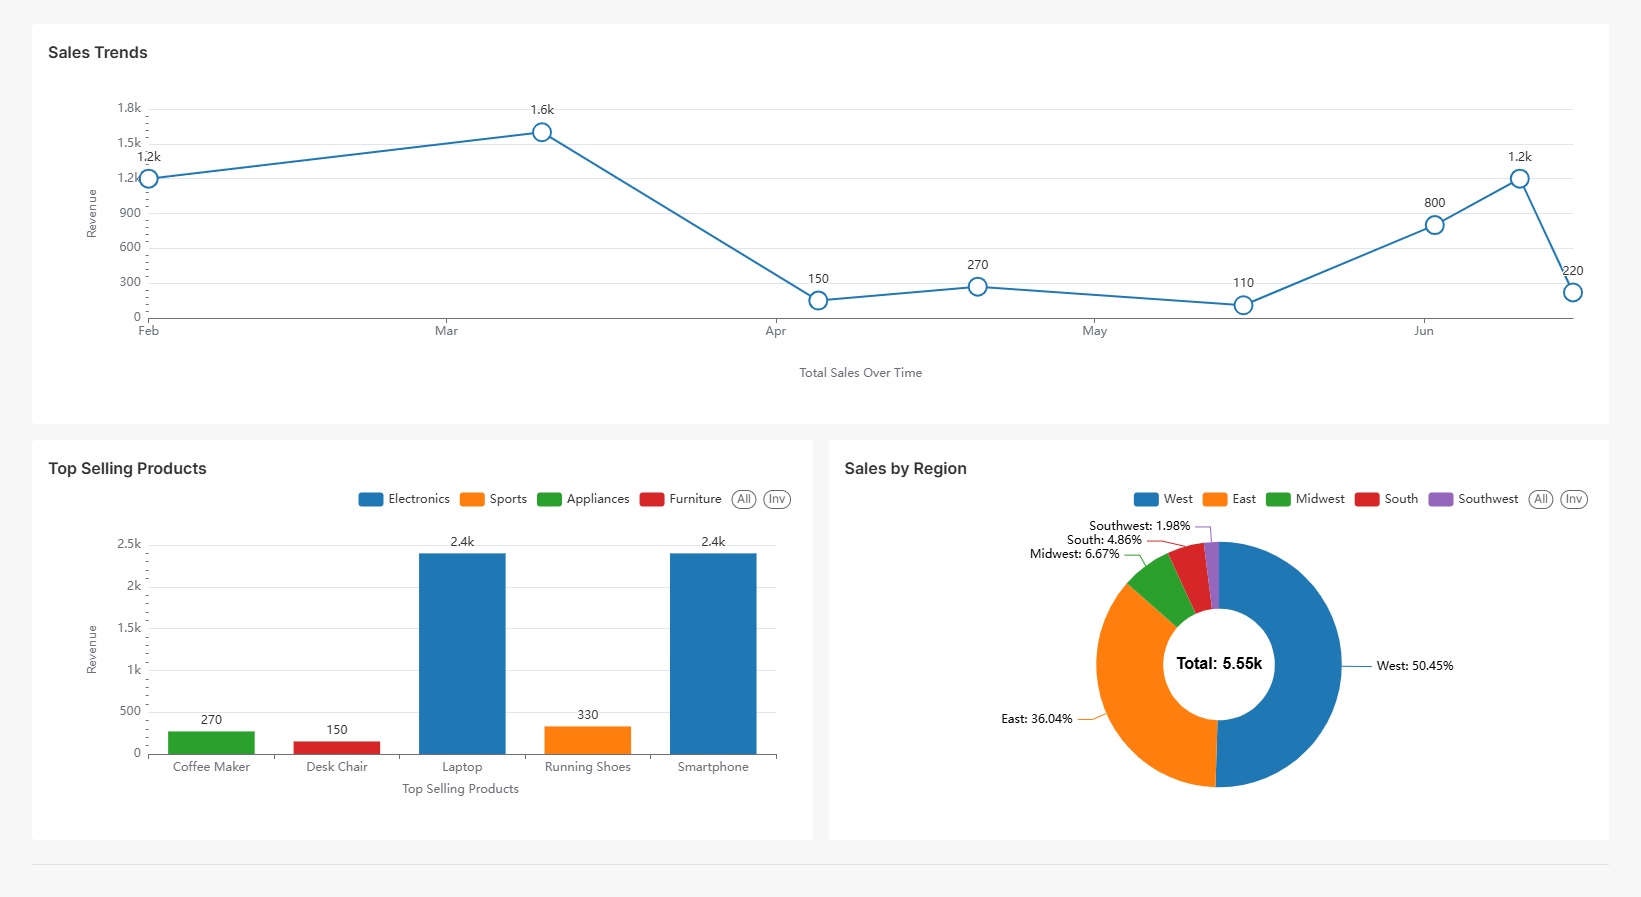 Sales Trends
1.8k
1.6k
1.5k
1.2k
1.2k
1.2k
900
800
600
300
270
220
150
110
0
Revenue
Feb Mar Apr May Jun
Total Sales Over Time
Top Selling Products
Electronics Sports Appliances Furniture All Inv
2.5k
2.4k 2.4k
2k
1.5k
1k
500
330
270
150
0
Revenue
Coffee Maker Desk Chair Laptop Running Shoes Smartphone
Top Selling Products
Sales by Region
West East Midwest South Southwest All Inv
Southwest: 1.98%
South: 4.86%
Midwest: 6.67%
Total: 5.55k
West: 50.45%
East: 36.04%